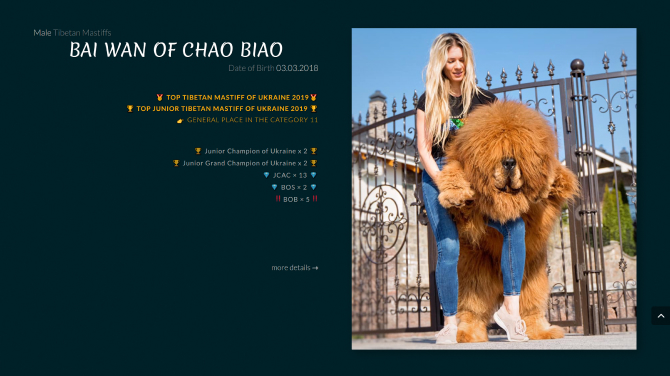 Male Tibetan Mastiffs
BAI WAN OF CHAO BIAO
Date of Birth 03.03.2018
TOP TIBETAN MASTIFF OF UKRAINE 2019
TOP JUNIOR TIBETAN MASTIFF OF UKRAINE 2019
GENERAL PLACE IN THE CATEGORY 11
Junior Champion of Ukraine x 2
Junior Grand Champion of Ukraine x 2
JCAC × 13
BOS × 2
‼ BOB × 5 ‼
more details →